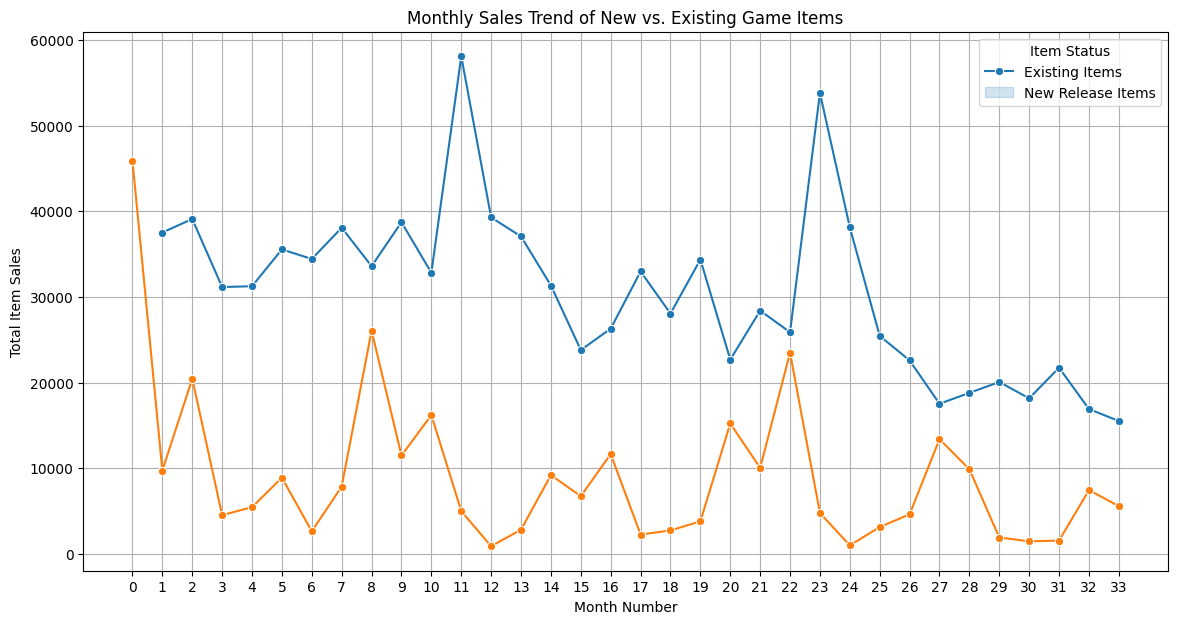 Monthly Sales Trend of New vs. Existing Game Items
Item Status
Existing Items
New Release Items
Total Item Sales
60000
50000
40000
30000
20000
10000
0
0 1 2 3 4 5 6 7 8 9 10 11 12 13 14 15 16 17 18 19 20 21 22 23 24 25 26 27 28 29 30 31 32 33
Month Number